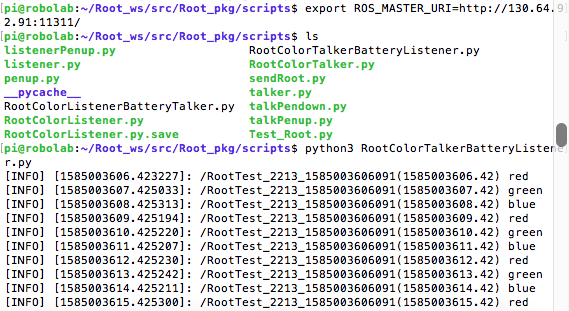 pi@robolab:~/Root_ws/src/Root_pkg/scripts$ export ROS_MASTER_URI=http://130.64.9
2.91:11311/
[pi@robolab:~/Root_ws/src/Root_pkg/scripts$ ls
listenerPenup.py RootColorTalkerBatteryListener.py
listener.py RootColorTalker.py
penup.py sendRoot.py
__pycache__ talker.py
RootColorListenerBatteryTalker.py talkPendown.py
RootColorListener.py talkPenup.py
RootColorListener.py.save Test_Root.py
[pi@robolab:~/Root_ws/src/Root_pkg/scripts$ python3 RootColorTalkerBatteryListene
r.py
[INFO] [1585003606.423227]: /RootTest_2213_1585003606091(1585003606.42) red
[INFO] [1585003607.425033]: /RootTest_2213_1585003606091(1585003607.42) green
[INFO] [1585003608.425313]: /RootTest_2213_1585003606091(1585003608.42) blue
[INFO] [1585003609.425194]: /RootTest_2213_1585003606091(1585003609.42) red
[INFO] [1585003610.425220]: /RootTest_2213_1585003606091(1585003610.42) green
[INFO] [1585003611.425207]: /RootTest_2213_1585003606091(1585003611.42) blue
[INFO] [1585003612.425230]: /RootTest_2213_1585003606091(1585003612.42) red
[INFO] [1585003613.425242]: /RootTest_2213_1585003606091(1585003613.42) green
[INFO] [1585003614.425211]: /RootTest_2213_1585003606091(1585003614.42) blue
[INFO] [1585003615.425300]: /RootTest_2213_1585003606091(1585003615.42) red